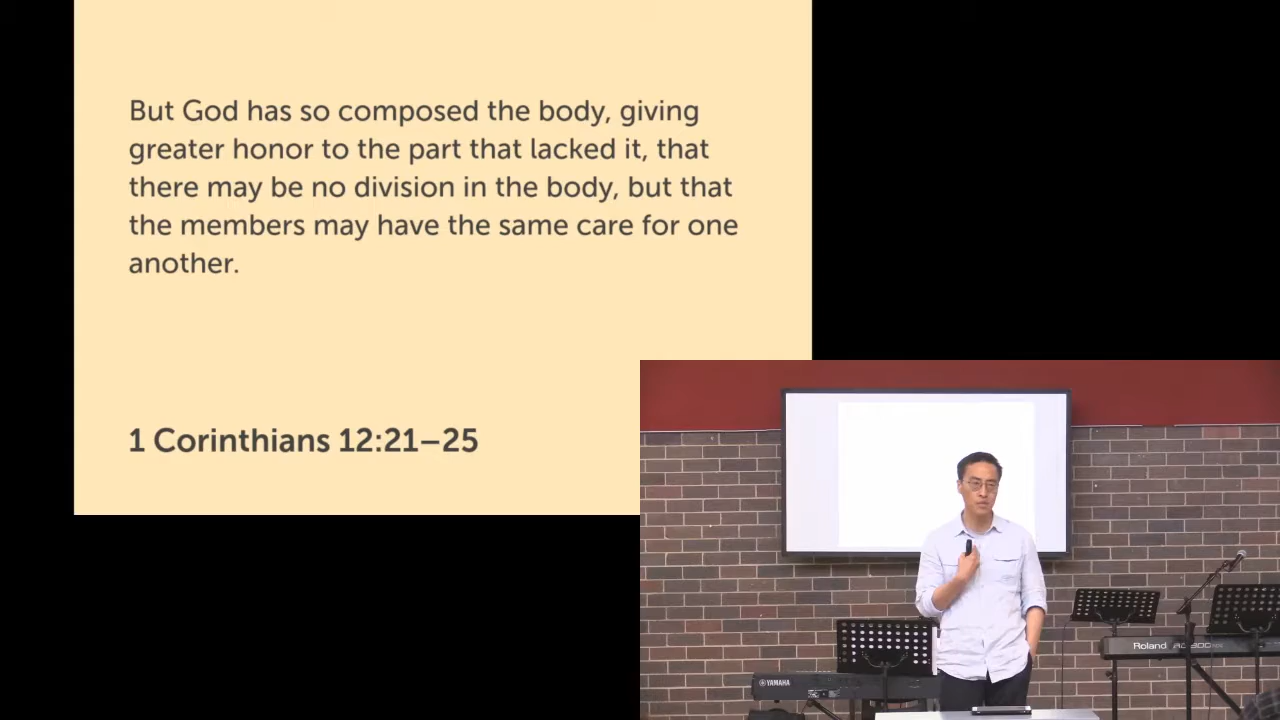 But God has so composed the body, giving
greater honor to the part that lacked it, that
there may be no division in the body, but that
the members may have the same care for one
another.
1 Corinthians 12:21–25
YAMAHA
Roland